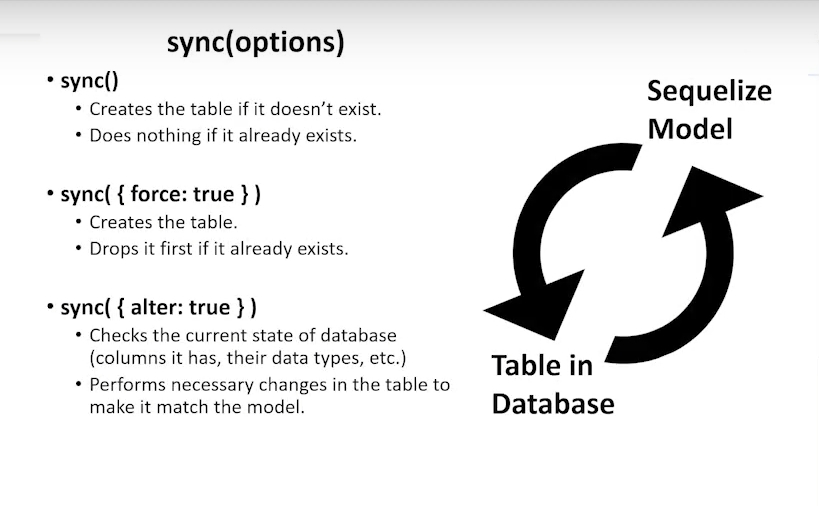 sync(options)
• sync()
• Creates the table if it doesn’t exist.
• Does nothing if it already exists.
• sync( { force: true } )
• Creates the table.
• Drops it first if it already exists.
• sync( { alter: true } )
• Checks the current state of database
(columns it has, their data types, etc.)
• Performs necessary changes in the table to
make it match the model.
Sequelize
Model
Table in
Database